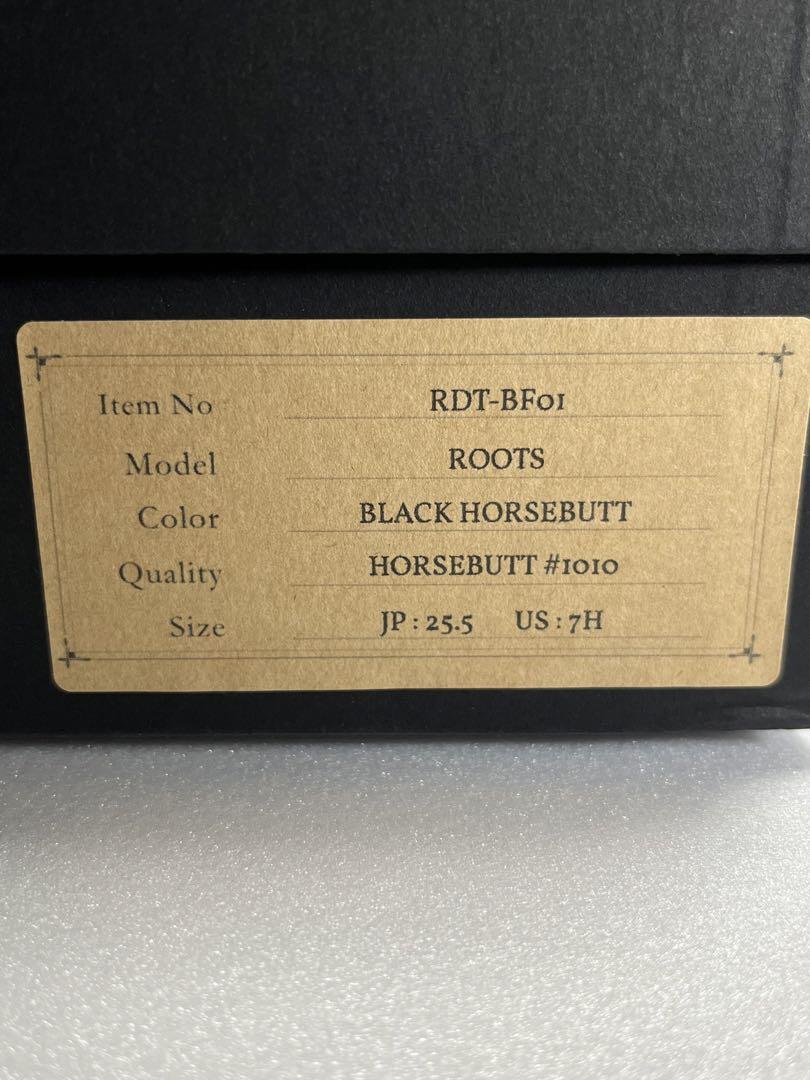 Item No RDT-BF01
Model ROOTS
Color BLACK HORSEBUTT
Quality HORSEBUTT #1010
Size JP : 25.5 US : 7H